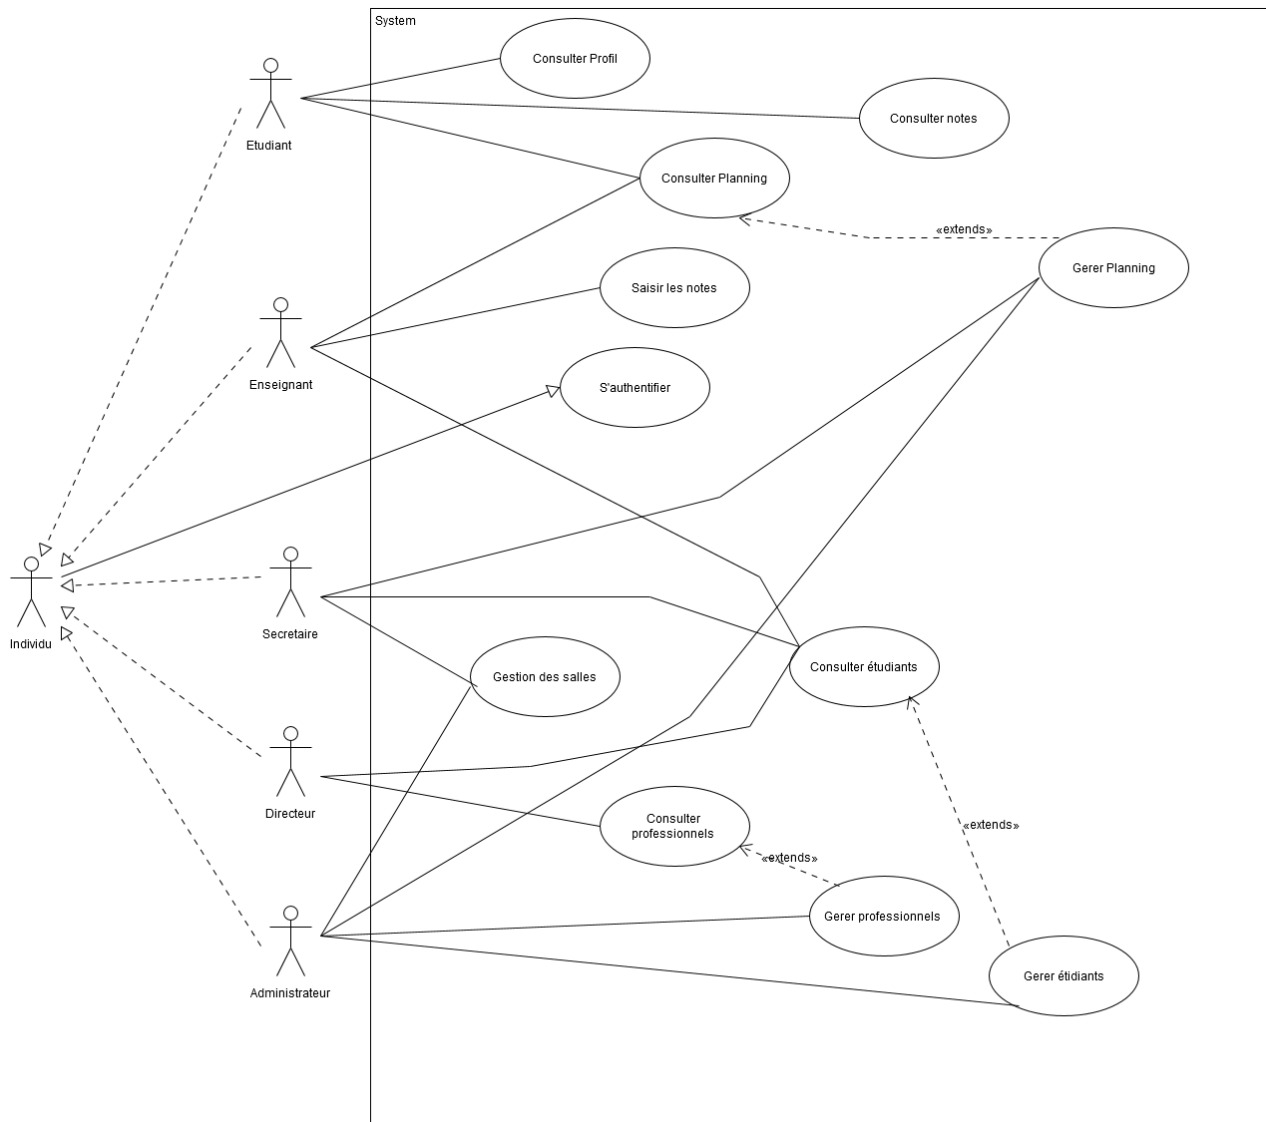 System
Consulter Profil
Consulter notes
Etudiant
Consulter Planning
«extends»
Gerer Planning
Saisir les notes
Enseignant
S'authentifier
Individu
Secretaire
Consulter étudiants
Gestion des salles
Directeur
Consulter
professionnels
«extends»
«extends»
Gerer professionnels
Gerer étidiants
Administrateur